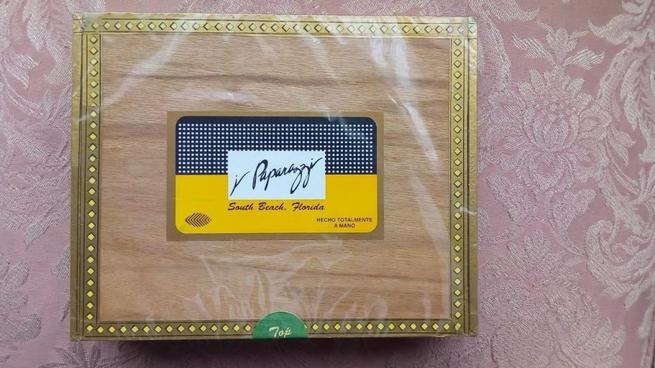 i Paparazzi
South Beach, Florida
HECHO TOTALMENTE
A MANO
Top